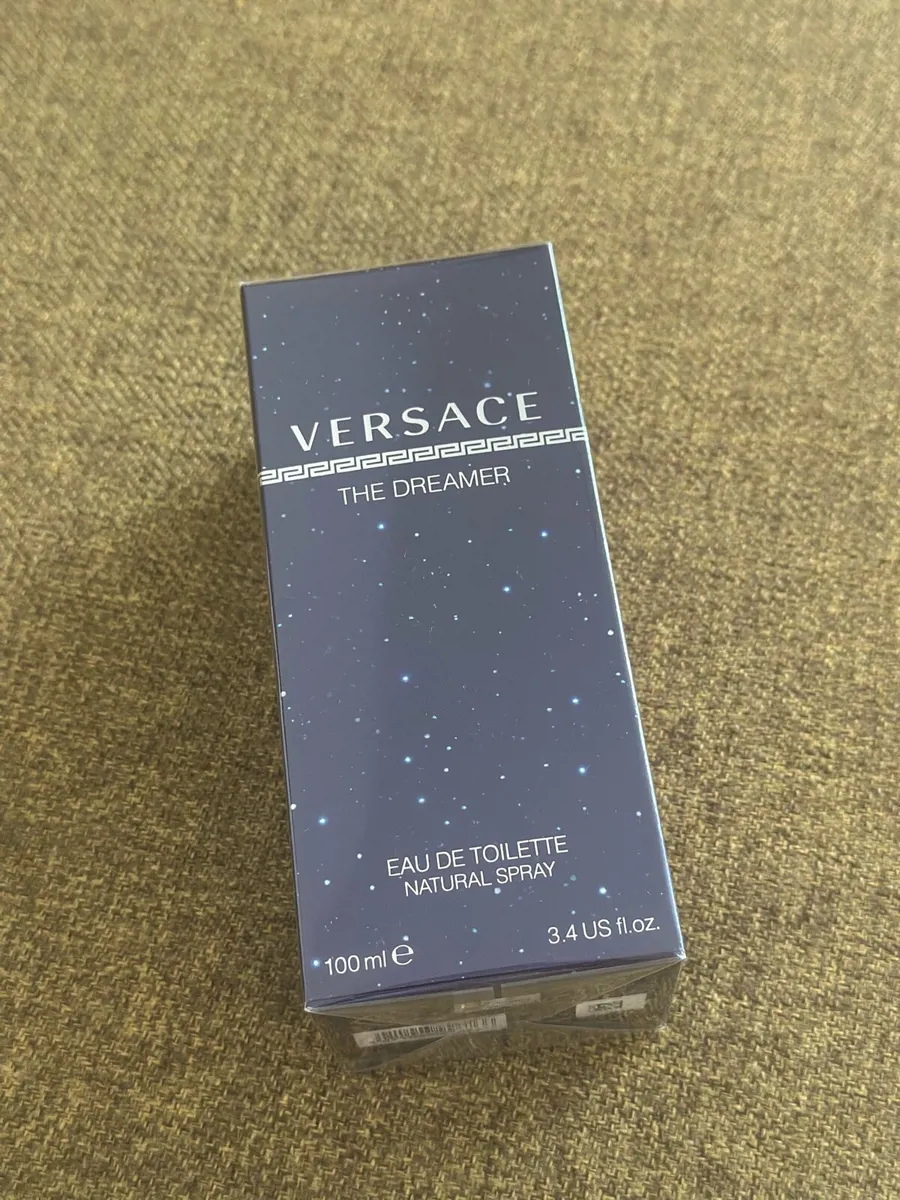 VERSACE
THE DREAMER
EAU DE TOILETTE
NATURAL SPRAY
100 ml e
3.4 US fl.oz.